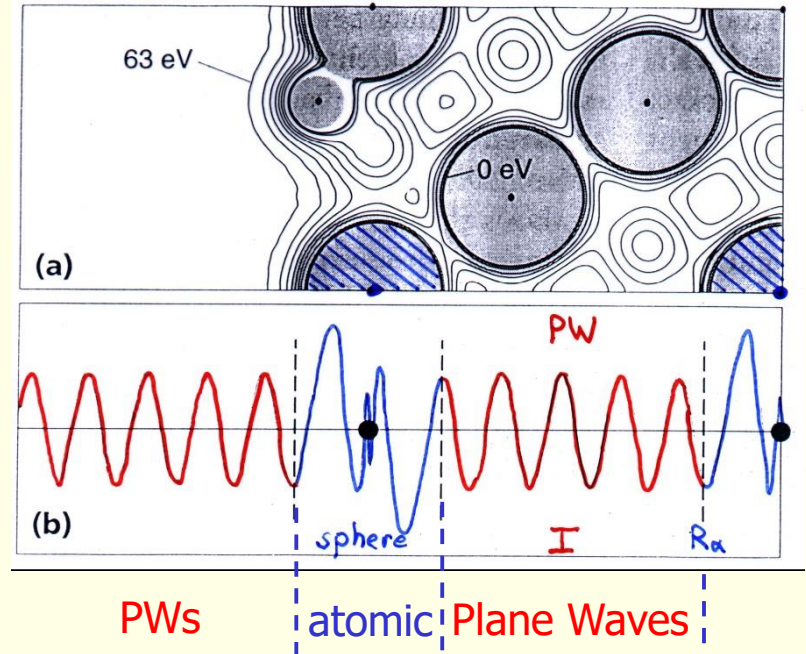 63 eV
0 eV
(a)
PW
(b)
sphere
I
Rα
PWs
atomic
Plane Waves